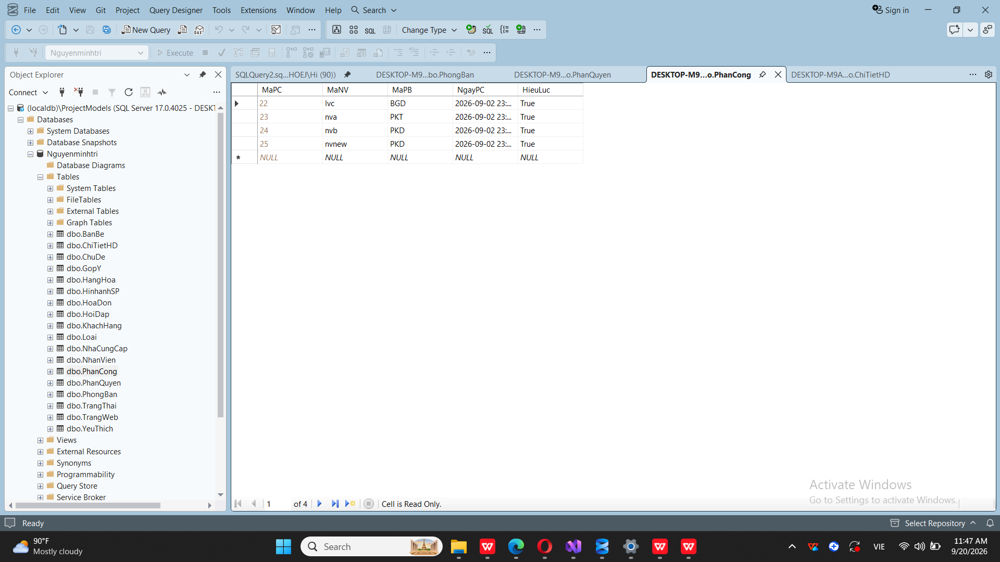 File Edit View Git Project Query Designer Tools Extensions Window Help Search Sign in
New Query DAX SQL Change Type SQL
Nguyenminhtri Execute
Object Explorer
SQLQuery2.sq...HOEJ\Hi (90)) DESKTOP-M9...bo.PhongBan DESKTOP-M9...o.PhanQuyen DESKTOP-M9...o.PhanCong DESKTOP-M9A...o.ChiTietHD
Connect
(localdb)\ProjectModels (SQL Server 17.0.4025 - DESKT
Databases
System Databases
Database Snapshots
Nguyenminhtri
Database Diagrams
Tables
System Tables
FileTables
External Tables
Graph Tables
dbo.BanBe
dbo.ChiTietHD
dbo.ChuDe
dbo.GopY
dbo.HangHoa
dbo.HinhanhSP
dbo.HoaDon
dbo.HoiDap
dbo.KhachHang
dbo.Loai
dbo.NhaCungCap
dbo.NhanVien
dbo.PhanCong
dbo.PhanQuyen
dbo.PhongBan
dbo.TrangThai
dbo.TrangWeb
dbo.YeuThich
Views
External Resources
Synonyms
Programmability
Query Store
Service Broker
MaPC MaNV MaPB NgayPC HieuLuc
22 lvc BGD 2026-09-02 23:... True
23 nva PKT 2026-09-02 23:... True
24 nvb PKD 2026-09-02 23:... True
25 nvnew PKD 2026-09-02 23:... True
NULL NULL NULL NULL NULL
Activate Windows
Go to Settings to activate Windows.
1 of 4 Cell is Read Only.
Ready Select Repository
90°F
Mostly cloudy
Search
VIE
11:47 AM
9/20/2026